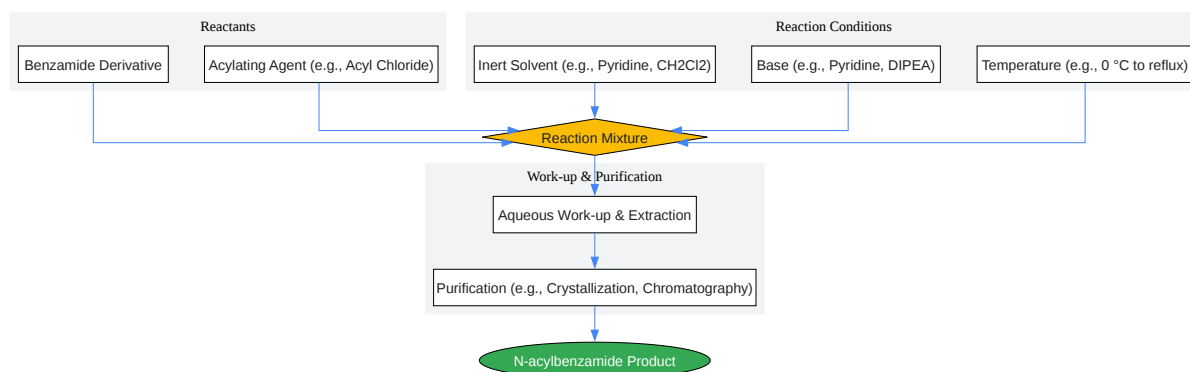 Reactants
Reaction Conditions
Benzamide Derivative
Acylating Agent (e.g., Acyl Chloride)
Inert Solvent (e.g., Pyridine, CH2Cl2)
Base (e.g., Pyridine, DIPEA)
Temperature (e.g., 0 °C to reflux)
Reaction Mixture
Work-up & Purification
Aqueous Work-up & Extraction
Purification (e.g., Crystallization, Chromatography)
N-acylbenzamide Product